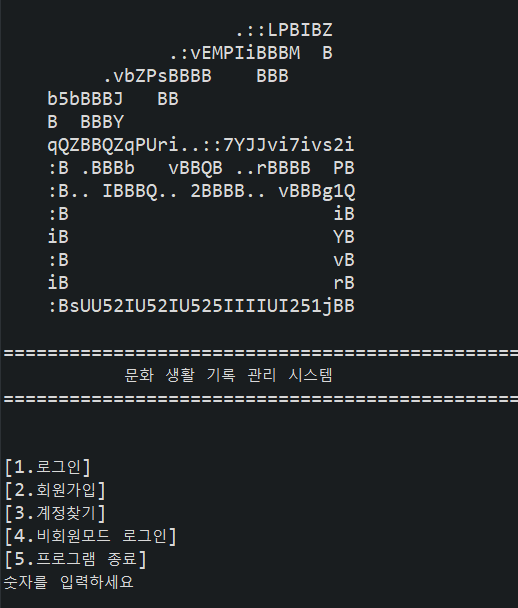 .::LPBIBZ
.:vEMPIiBBBM  B
.vbZPsBBBB    BBB
b5bBBBJ   BB
B  BBBY
qQZBBQZqPUri..::7YJJvi7ivs2i
:B .BBBb   vBBQB ..rBBBB  PB
:B.. IBBBQ.. 2BBBB.. vBBBg1Q
:B                        iB
iB                        YB
:B                        vB
iB                        rB
:BsUU52IU52IU525IIIIUI251jBB
===============================================
문화 생활 기록 관리 시스템
===============================================
[1.로그인]
[2.회원가입]
[3.계정찾기]
[4.비회원모드 로그인]
[5.프로그램 종료]
숫자를 입력하세요